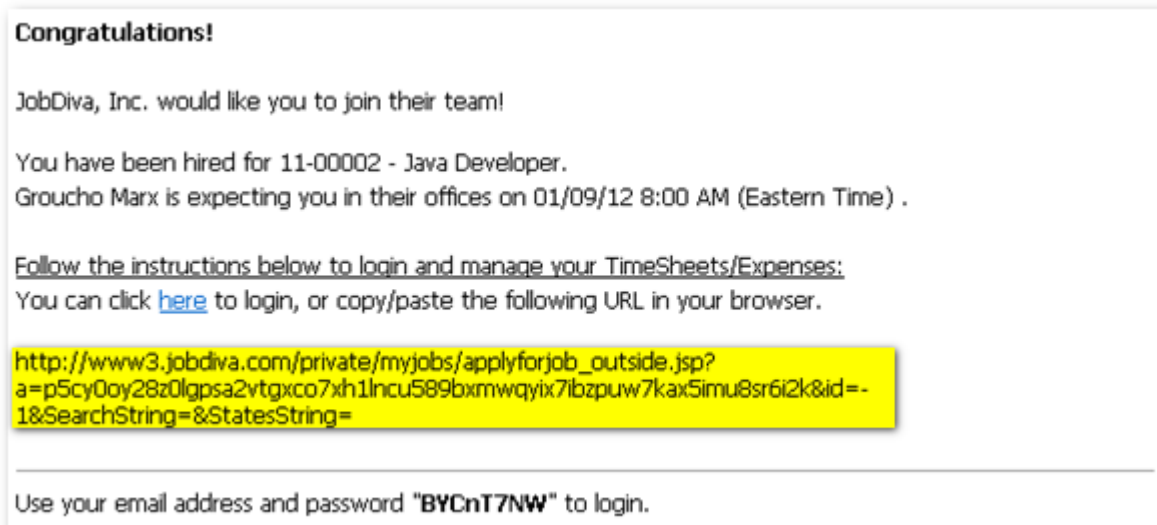 Congratulations!
JobDiva, Inc. would like you to join their team!
You have been hired for 11-00002 - Java Developer.
Groucho Marx is expecting you in their offices on 01/09/12 8:00 AM (Eastern Time) .
Follow the instructions below to login and manage your TimeSheets/Expenses:
You can click here to login, or copy/paste the following URL in your browser.
http://www3.jobdiva.com/private/myjobs/applyforjob_outside.jsp?
a=p5cy0oy28z0lgpsa2vtgxco7xh1lncu589bxmwqyix7ibzpuw7kax5imu8sr6i2k&id=-
1&SearchString=&StatesString=
Use your email address and password "BYCnT7NW" to login.